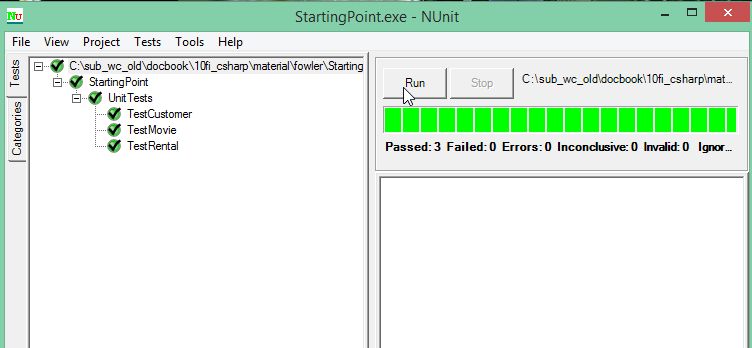 NU StartingPoint.exe - NUnit
File View Project Tests Tools Help
Tests
Categories
C:\sub_wc_old\docbook\10fi_csharp\material\fowler\Starting
StartingPoint
UnitTests
TestCustomer
TestMovie
TestRental
Run Stop C:\sub_wc_old\docbook\10fi_csharp\mat...
Passed: 3 Failed: 0 Errors: 0 Inconclusive: 0 Invalid: 0 Ignor...